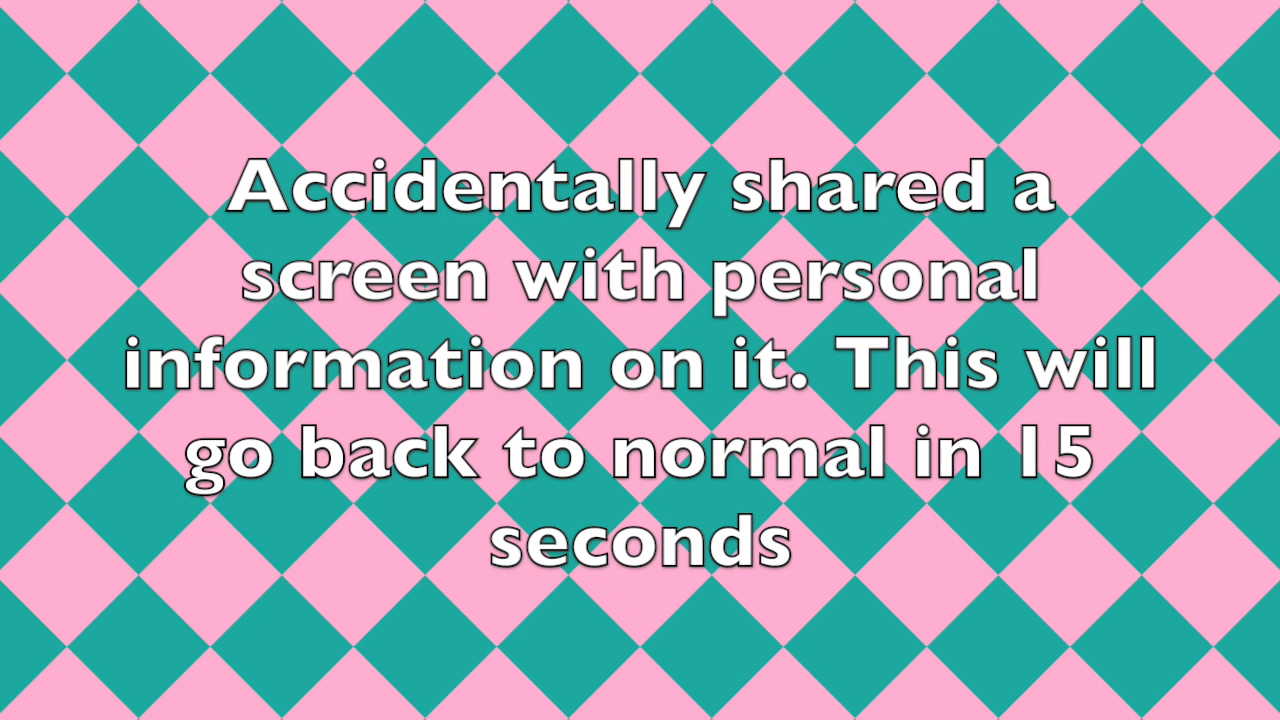 Accidentally shared a
screen with personal
information on it. This will
go back to normal in 15
seconds